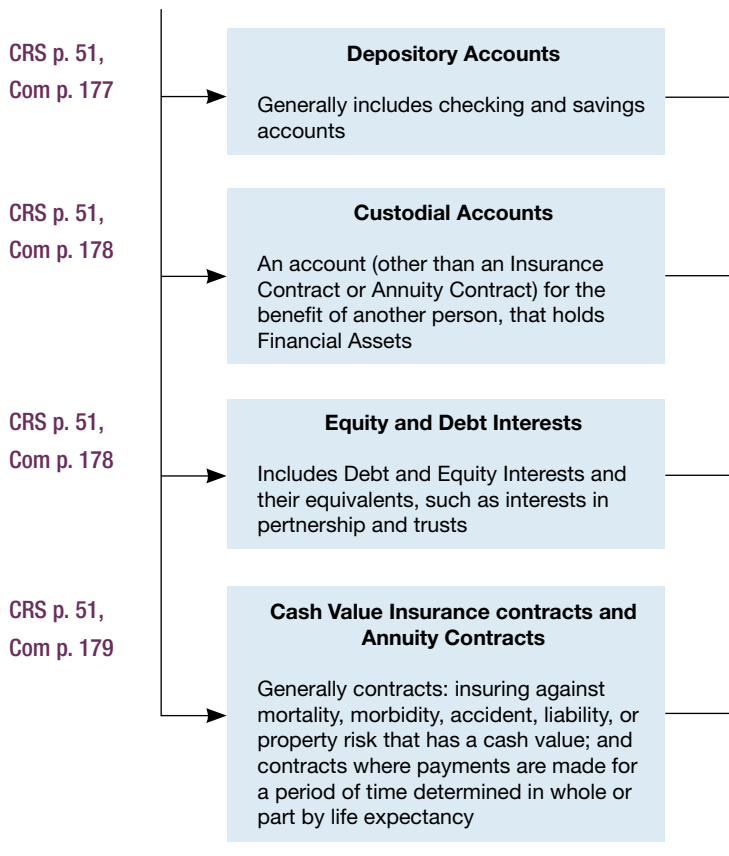 CRS p. 51,
Com p. 177
Depository Accounts
Generally includes checking and savings
accounts
CRS p. 51,
Com p. 178
Custodial Accounts
An account (other than an Insurance
Contract or Annuity Contract) for the
benefit of another person, that holds
Financial Assets
CRS p. 51,
Com p. 178
Equity and Debt Interests
Includes Debt and Equity Interests and
their equivalents, such as interests in
pertnership and trusts
CRS p. 51,
Com p. 179
Cash Value Insurance contracts and
Annuity Contracts
Generally contracts: insuring against
mortality, morbidity, accident, liability, or
property risk that has a cash value; and
contracts where payments are made for
a period of time determined in whole or
part by life expectancy